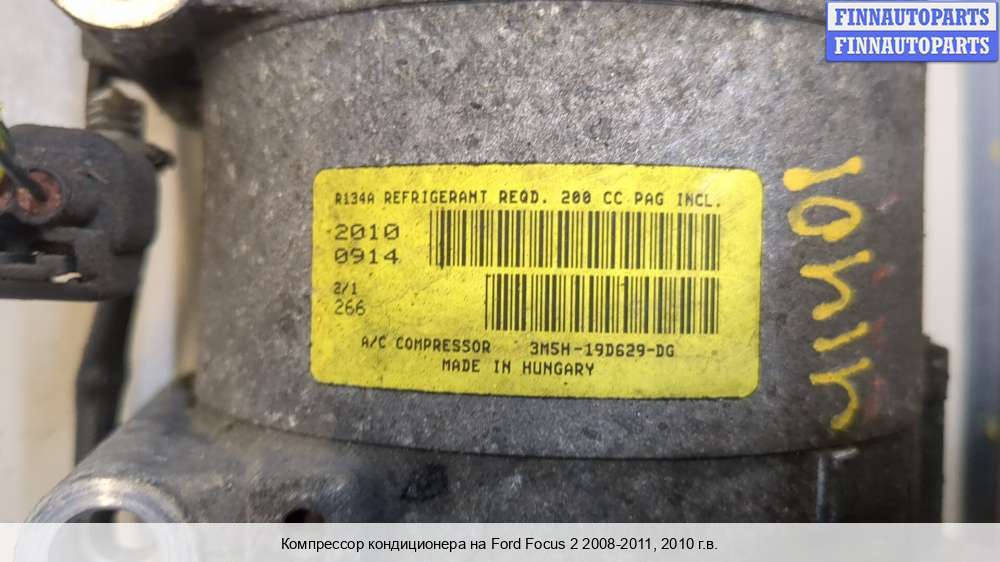 FINNAUTOPARTS
FINNAUTOPARTS
R134A REFRIGERANT REQD. 200 CC PAG INCL.
2010
0914
2/1
266
A/C COMPRESSOR 3M5H-19D629-DG
MADE IN HUNGARY
Компрессор кондиционера на Ford Focus 2 2008-2011, 2010 г.в.